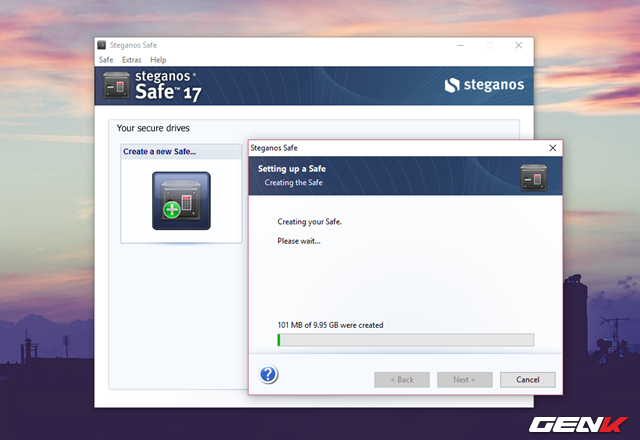 Steganos Safe
Safe Extras Help
steganos®
Safe™ 17
steganos
Your secure drives
Create a new Safe...
Steganos Safe
Setting up a Safe
Creating the Safe
Creating your Safe.
Please wait...
101 MB of 9.95 GB were created
?
< Back Next > Cancel
GENK